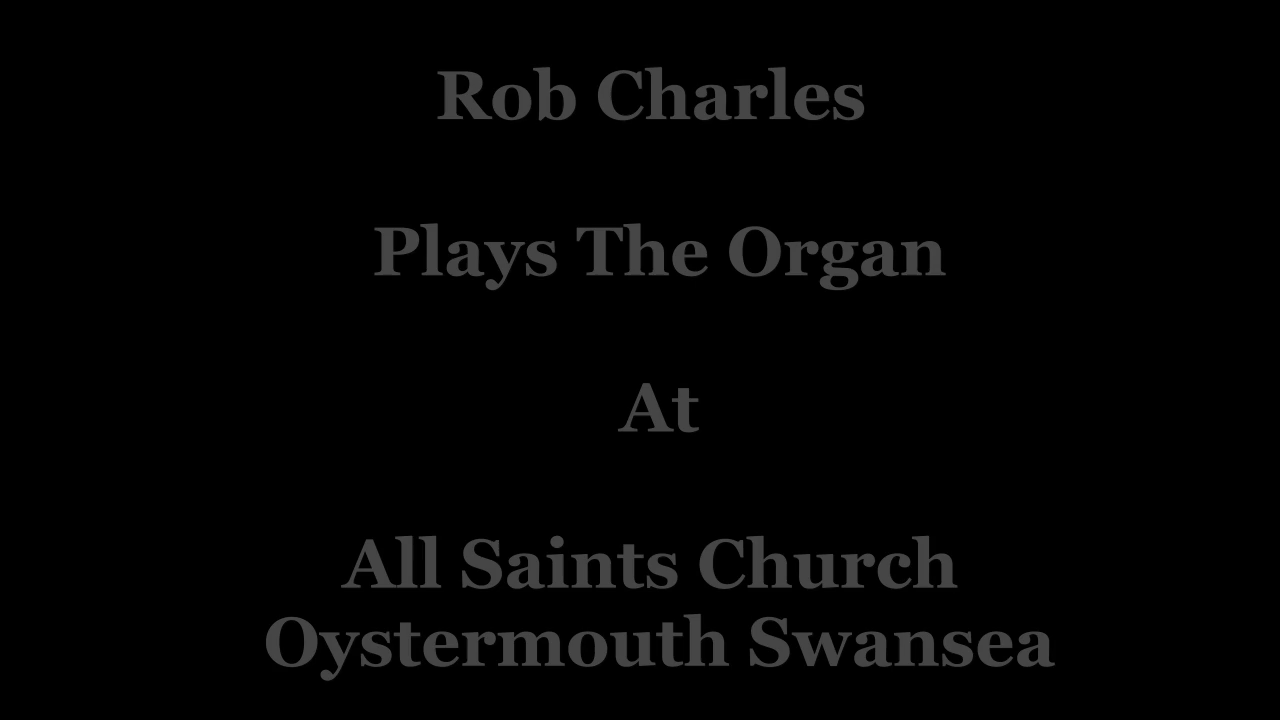 Rob Charles
Plays The Organ
At
All Saints Church
Oystermouth Swansea